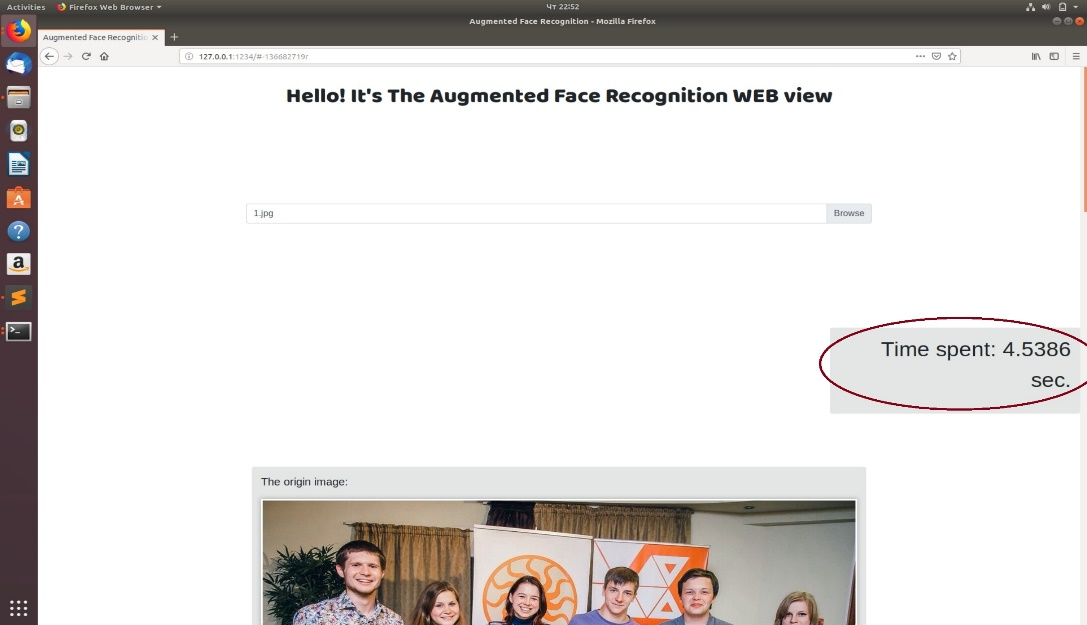 Activities Firefox Web Browser Чт 22:52
Augmented Face Recognition - Mozilla Firefox
Augmented Face Recognitio
127.0.0.1:1234/#-136682719r
Hello! It's The Augmented Face Recognition WEB view
1.jpg Browse
Time spent: 4.5386
sec.
The origin image: